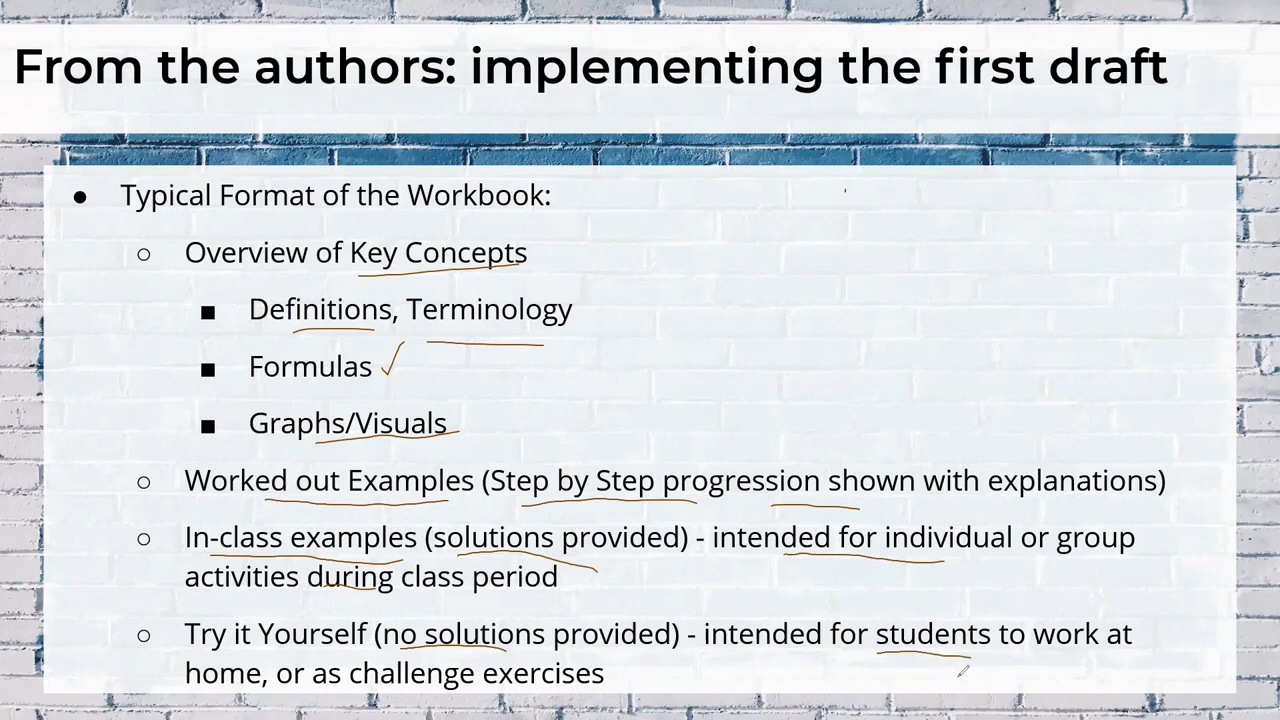 From the authors: implementing the first draft
● Typical Format of the Workbook:
○ Overview of Key Concepts
■ Definitions, Terminology
■ Formulas ✓
■ Graphs/Visuals
○ Worked out Examples (Step by Step progression shown with explanations)
○ In-class examples (solutions provided) - intended for individual or group
activities during class period
○ Try it Yourself (no solutions provided) - intended for students to work at
home, or as challenge exercises